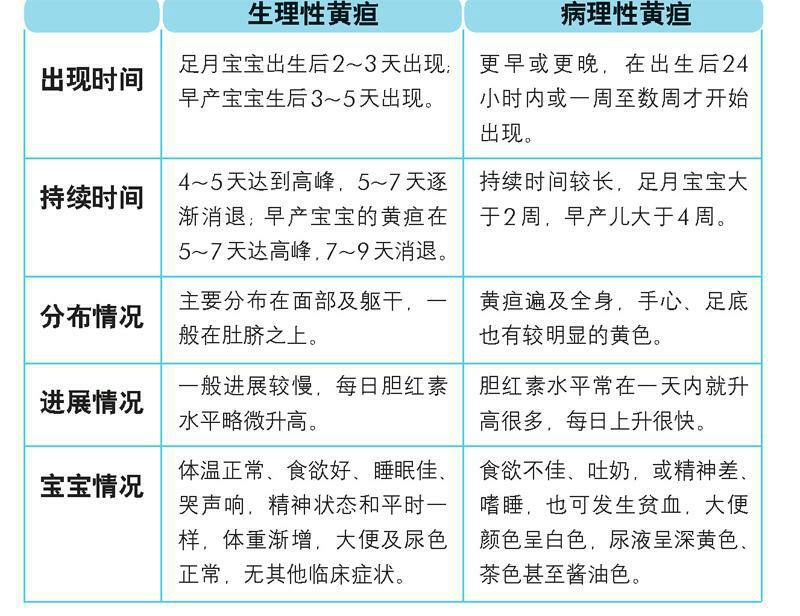 生理性黄疸
病理性黄疸
出现时间
足月宝宝出生后2~3天出现；
早产宝宝生后3~5天出现。
更早或更晚，在出生后24
小时内或一周至数周才开始
出现。
持续时间
4~5天达到高峰，5~7天逐
渐消退；早产宝宝的黄疸在
5~7天达高峰，7~9天消退。
持续时间较长，足月宝宝大
于2周，早产儿大于4周。
分布情况
主要分布在面部及躯干，一
般在肚脐之上。
黄疸遍及全身，手心、足底
也有较明显的黄色。
进展情况
一般进展较慢，每日胆红素
水平略微升高。
胆红素水平常在一天内就升
高很多，每日上升很快。
宝宝情况
体温正常、食欲好、睡眠佳、
哭声响，精神状态和平时一
样，体重渐增，大便及尿色
正常，无其他临床症状。
食欲不佳、吐奶，或精神差、
嗜睡，也可发生贫血，大便
颜色呈白色，尿液呈深黄色、
茶色甚至酱油色。